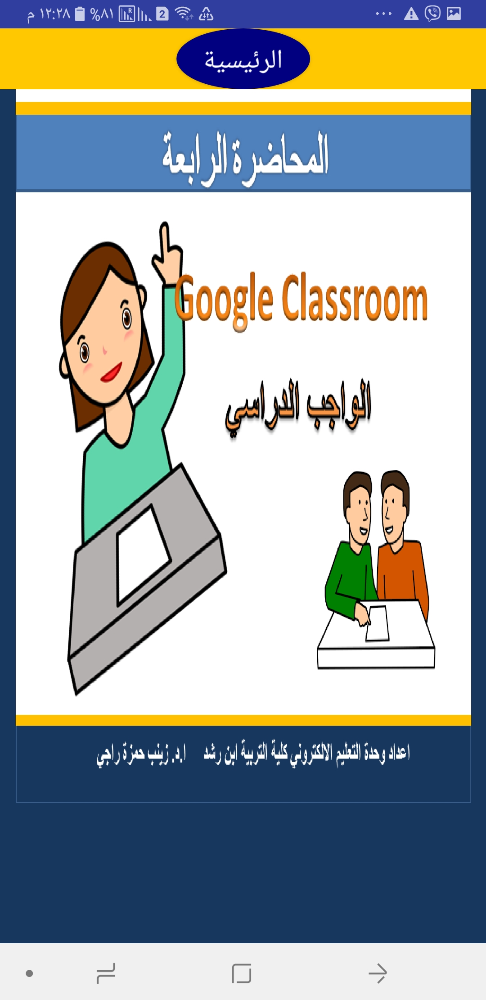 ١٢:٢٨ م
%٨١
R
2
الرئيسية
المحاضرة الرابعة
Google Classroom
الواجب الدراسي
اعداد وحدة التعليم الالكتروني كلية التربية ابن رشد ا.د. زينب حمزة راجي